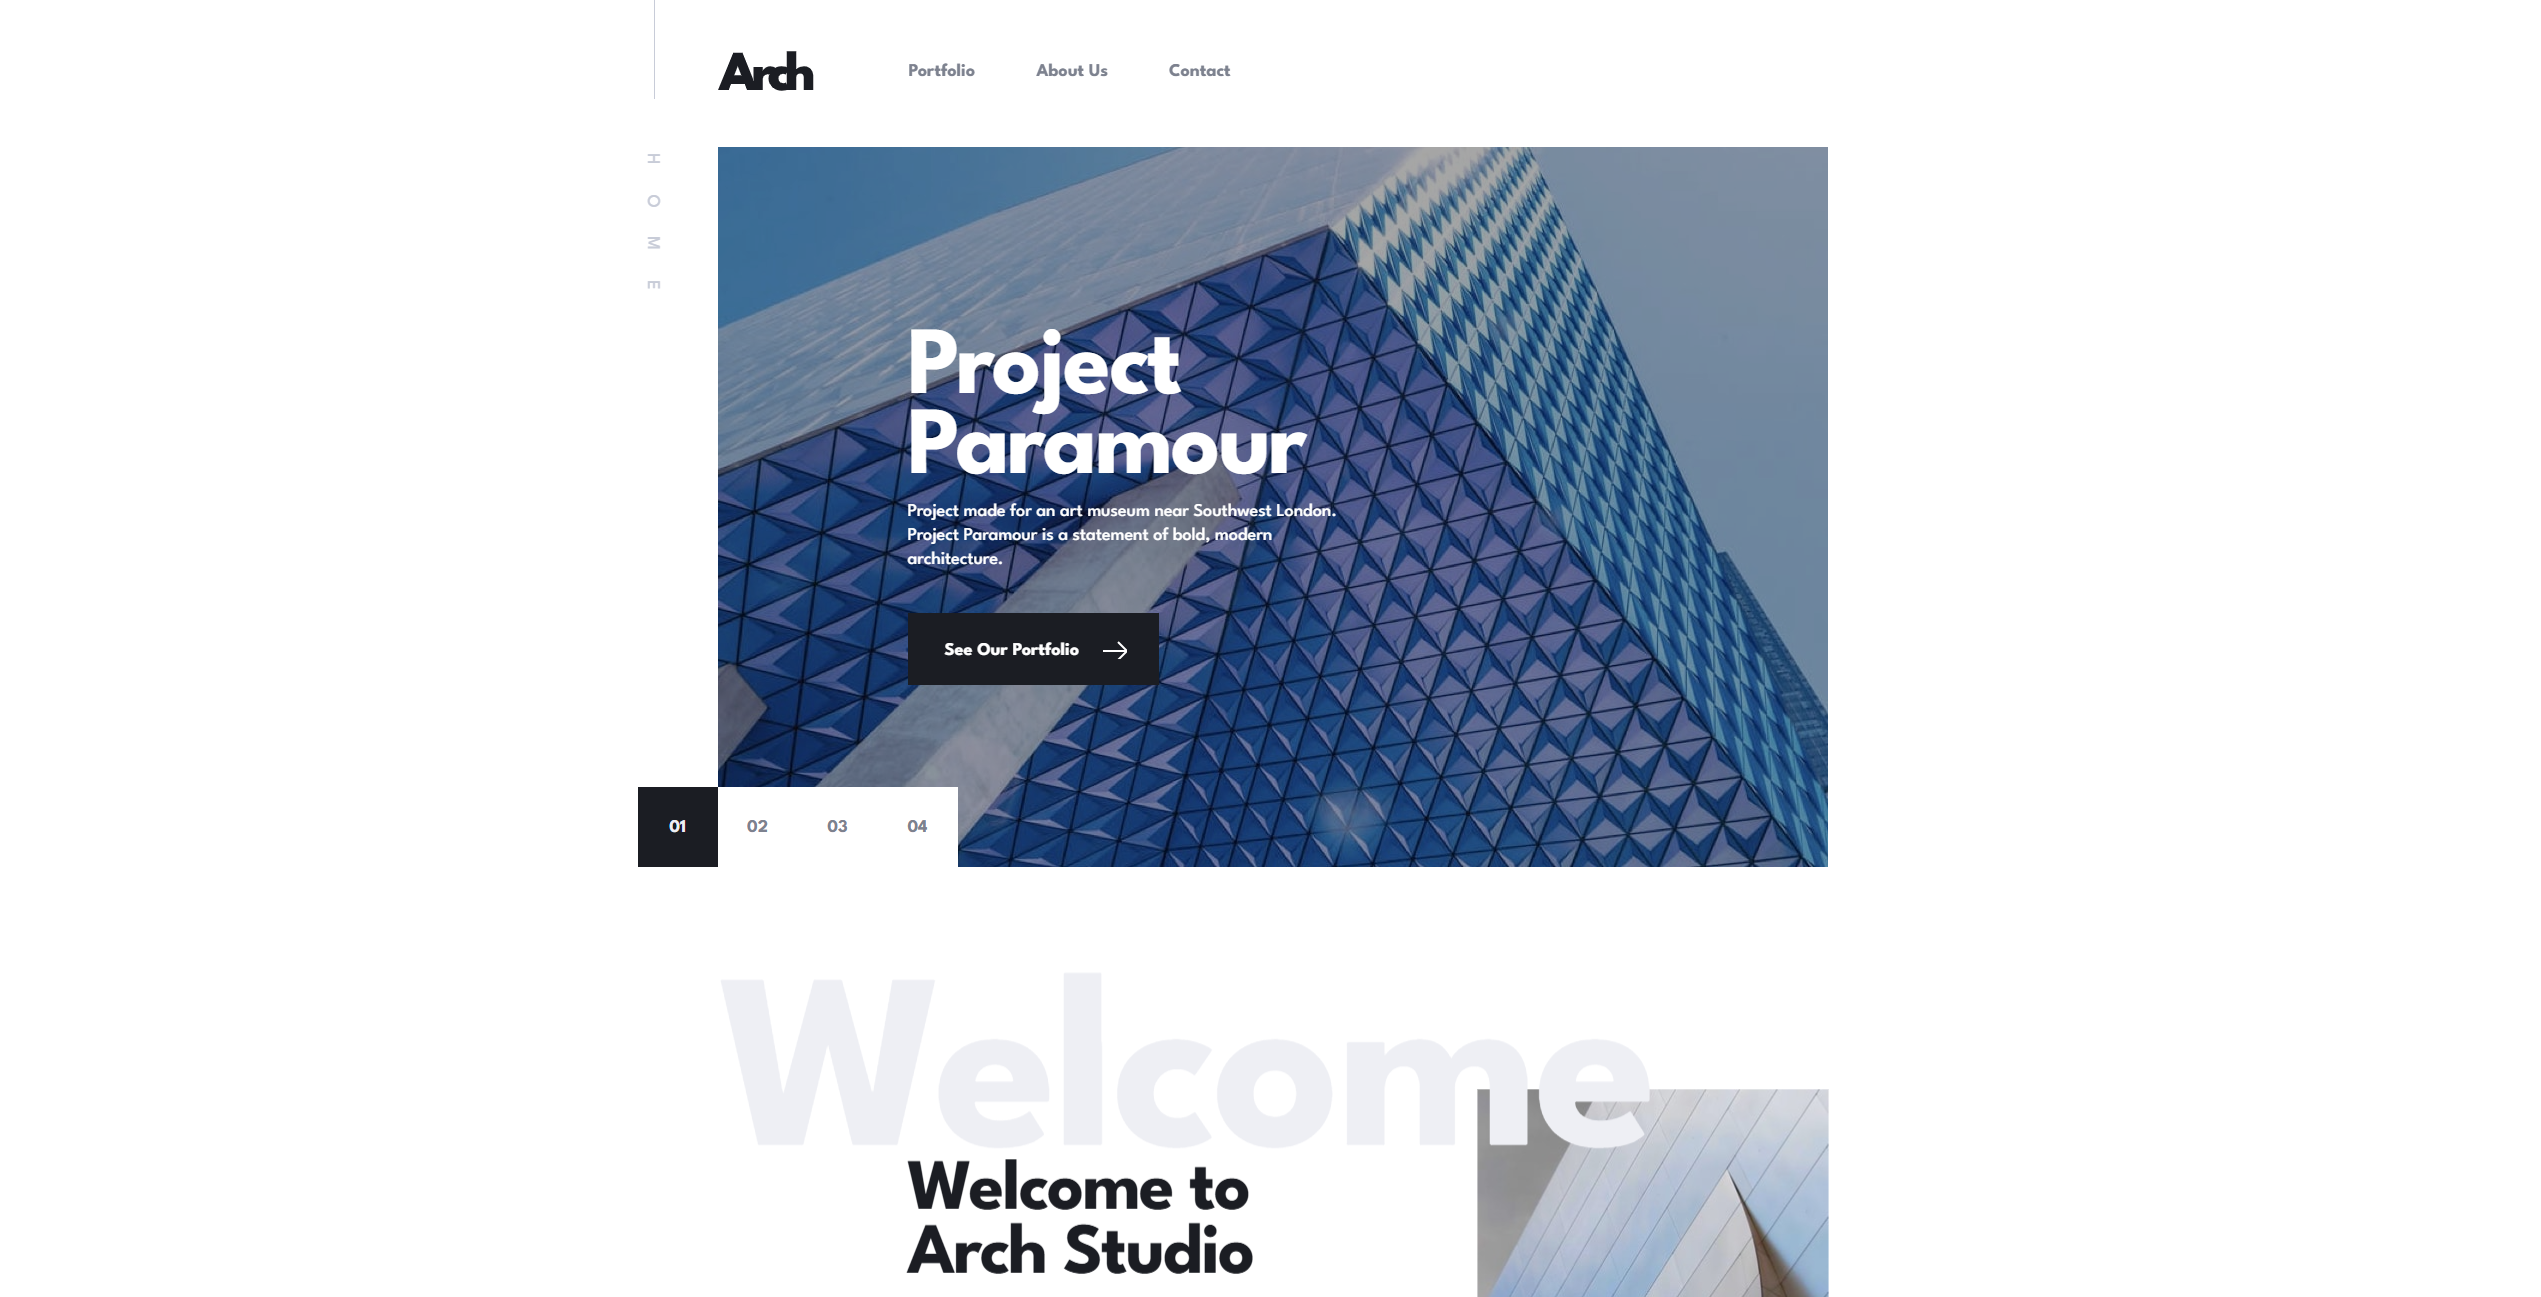 Arch
Portfolio
About Us
Contact
HOME
Project
Paramour
Project made for an art museum near Southwest London.
Project Paramour is a statement of bold, modern
architecture.
See Our Portfolio
01
02
03
04
Welcome
Welcome to
Arch Studio